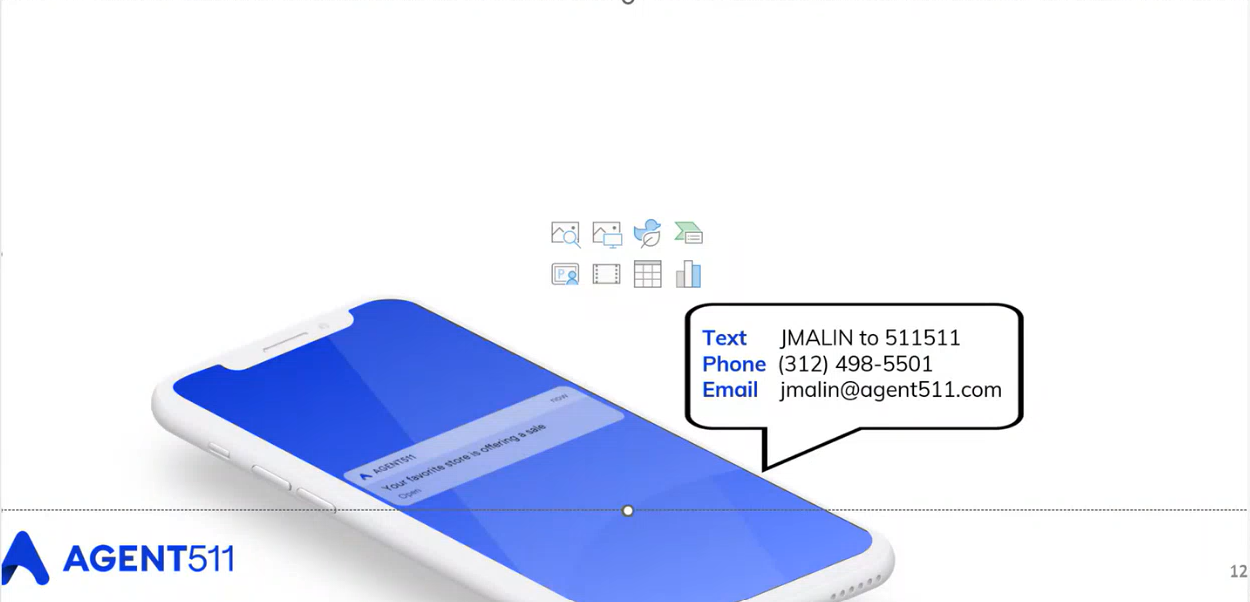 Text JMALIN to 511511
Phone (312) 498-5501
Email jmalin@agent511.com
now
AGENT511
Your favorite store is offering a sale
Open
AGENT511
12